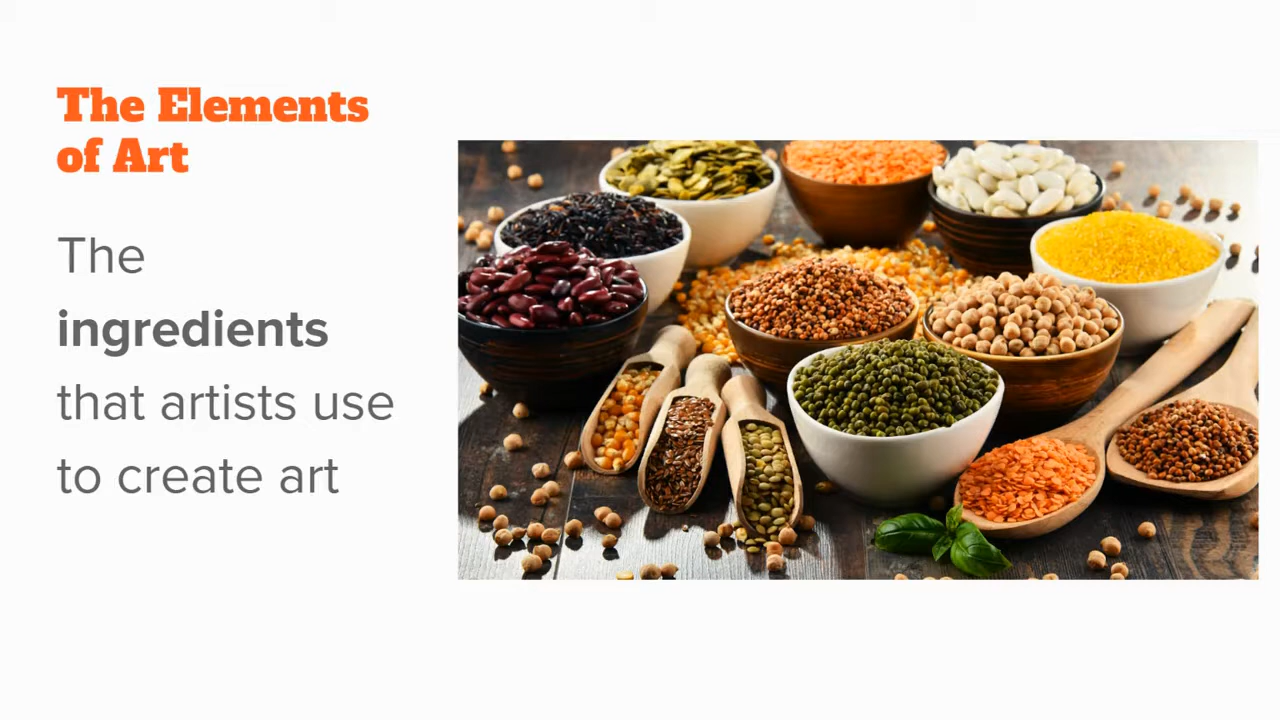 The Elements
of Art
The
ingredients
that artists use
to create art